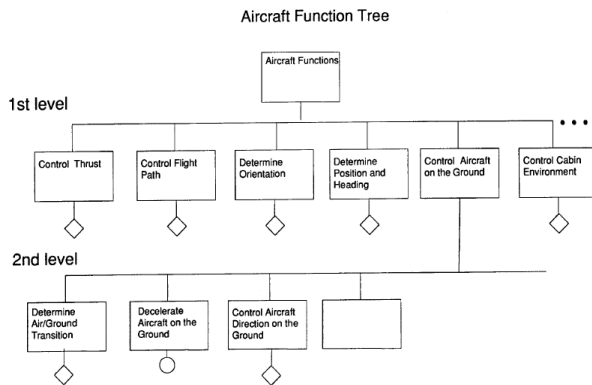 Aircraft Function Tree
Aircraft Functions
1st level
Control Thrust
Control Flight
Path
Determine
Orientation
Determine
Position and
Heading
Control Aircraft
on the Ground
Control Cabin
Environment
2nd level
Determine
Air/Ground
Transition
Decelerate
Aircraft on the
Ground
Control Aircraft
Direction on the
Ground